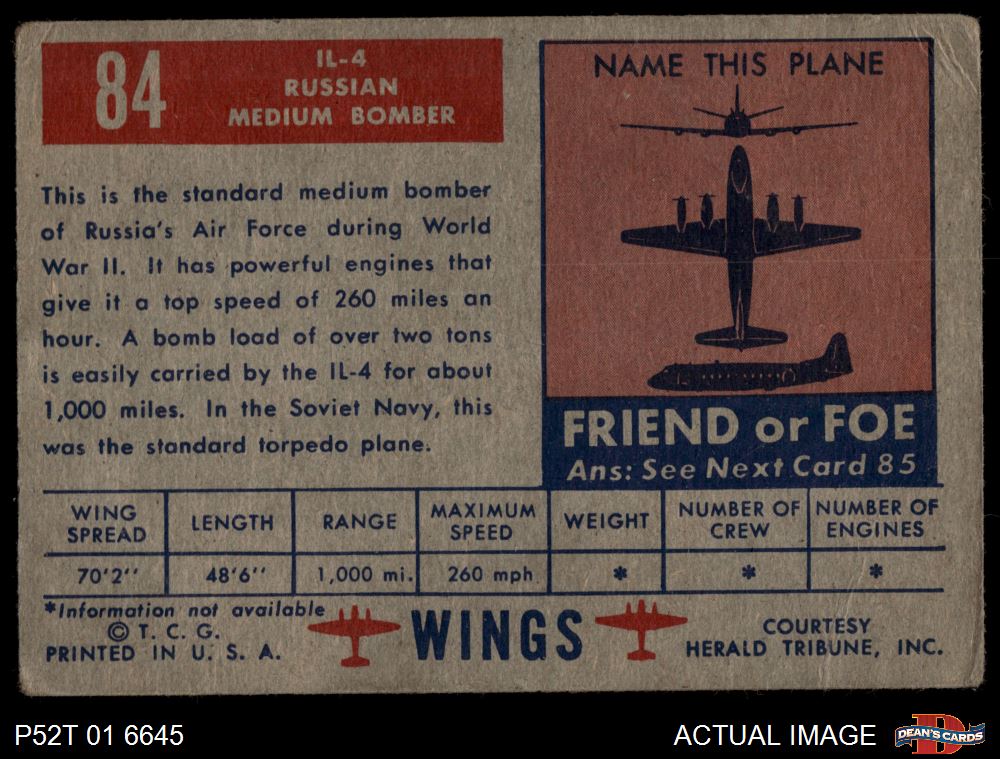 84
IL-4
RUSSIAN
MEDIUM BOMBER
This is the standard medium bomber
of Russia's Air Force during World
War II. It has powerful engines that
give it a top speed of 260 miles an
hour. A bomb load of over two tons
is easily carried by the IL-4 for about
1,000 miles. In the Soviet Navy, this
was the standard torpedo plane.
NAME THIS PLANE
FRIEND or FOE
Ans: See Next Card 85
WING SPREAD LENGTH RANGE MAXIMUM SPEED WEIGHT NUMBER OF CREW NUMBER OF ENGINES
70'2'' 48'6'' 1,000 mi. 260 mph * * *
*Information not available
© T. C. G.
PRINTED IN U. S. A.
WINGS
COURTESY
HERALD TRIBUNE, INC.
P52T 01 6645
ACTUAL IMAGE
D
DEAN'S CARDS